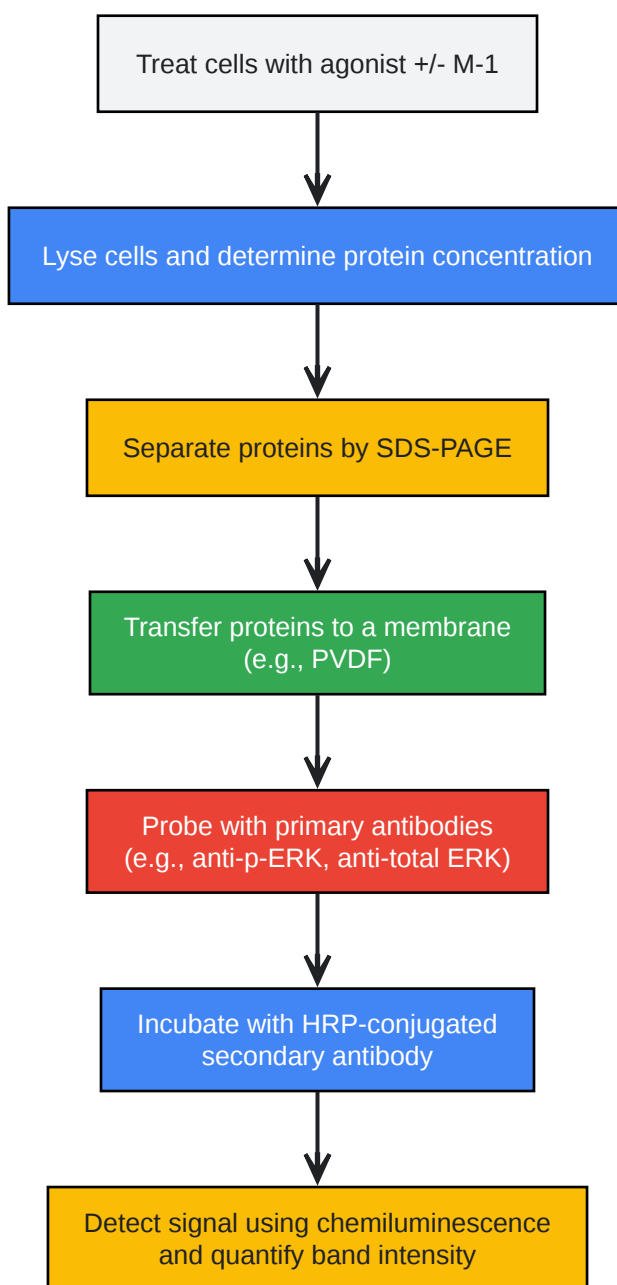 Treat cells with agonist +/- M-1
Lyse cells and determine protein concentration
Separate proteins by SDS-PAGE
Transfer proteins to a membrane
(e.g., PVDF)
Probe with primary antibodies
(e.g., anti-p-ERK, anti-total ERK)
Incubate with HRP-conjugated
secondary antibody
Detect signal using chemiluminescence
and quantify band intensity